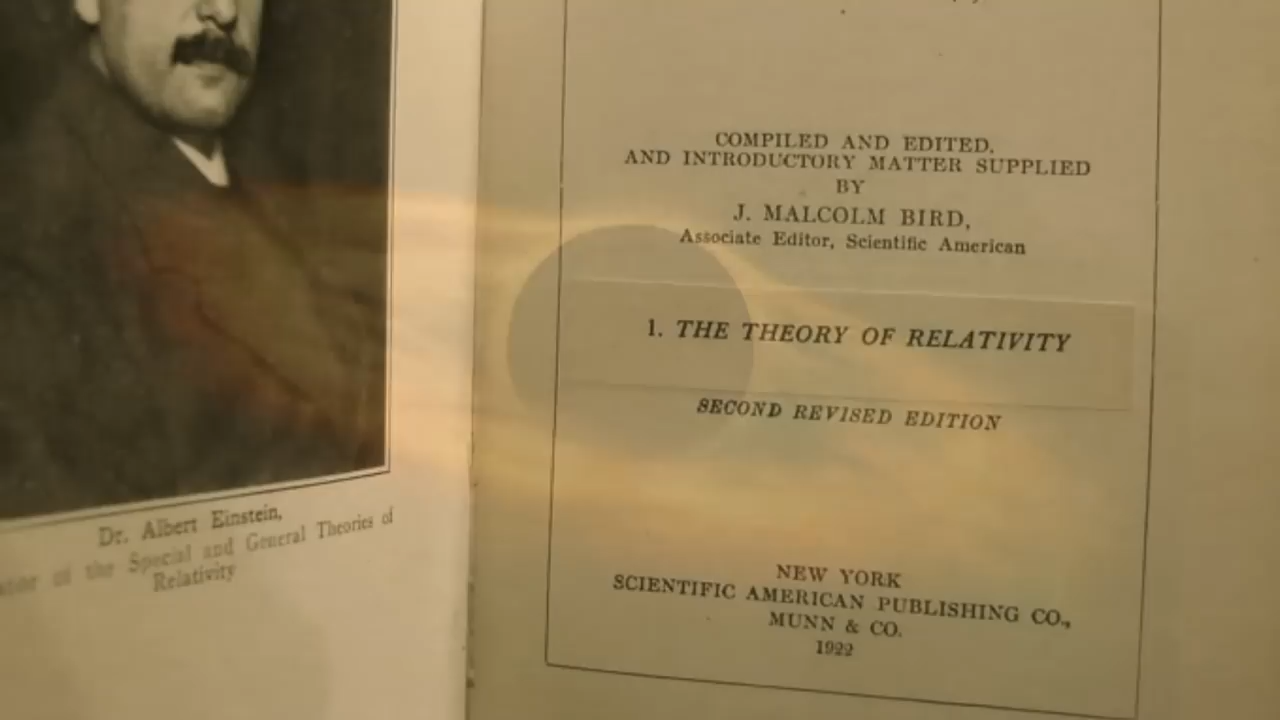 Dr. Albert Einstein,
of the Special and General Theories of
Relativity
COMPILED AND EDITED,
AND INTRODUCTORY MATTER SUPPLIED
BY
J. MALCOLM BIRD,
Associate Editor, Scientific American
1. THE THEORY OF RELATIVITY
SECOND REVISED EDITION
NEW YORK
SCIENTIFIC AMERICAN PUBLISHING CO.,
MUNN & CO.
1922